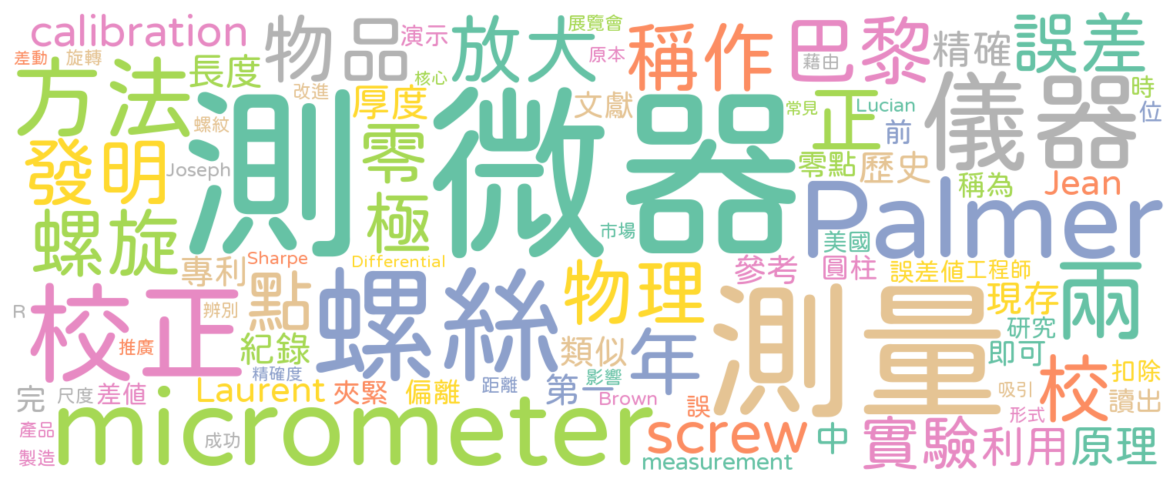 calibration
物品
演示
放大
展覽會
原本
稱作
巴黎
藉由
精確
誤差
差動
旋轉
方法
長度
核心
改進
厚度
文獻
常見
Lucian
正
前
儀器
時
位
發明
螺紋
測微器
零
零點
歷史
Joseph
稱為
Jean
螺旋
極
市場
Palmer
美國
專利
Sharpe
Differential
參考
圓柱
誤差值
工程師
校正
點
螺絲
物理
年
測量
現存
兩
R
辨別
推廣
紀錄
類似
研究
即可
精確度
影響
完
尺度
差值
Laurent
夾緊
偏離
距離
第一
Brown
吸引
校
扣除
讀出
micrometer
誤
screw
中
形式
產品
成功
製造
measurement
實驗
利用
原理